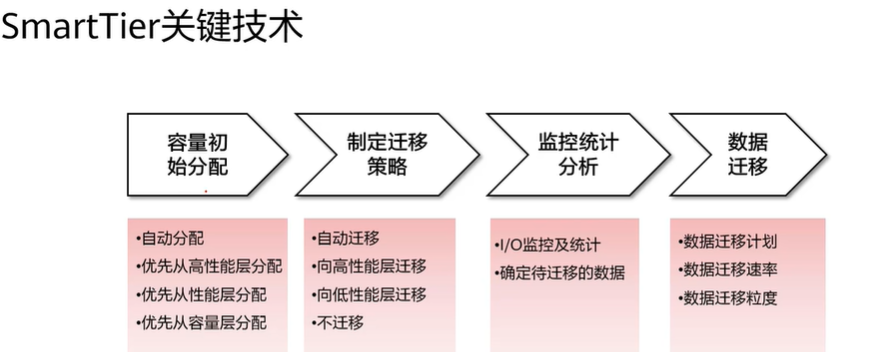 SmartTier关键技术
容量初
始分配
制定迁移
策略
监控统计
分析
数据
迁移
•自动分配
•优先从高性能层分配
•优先从性能层分配
•优先从容量层分配
•自动迁移
•向高性能层迁移
•向低性能层迁移
•不迁移
•I/O监控及统计
•确定待迁移的数据
•数据迁移计划
•数据迁移速率
•数据迁移粒度